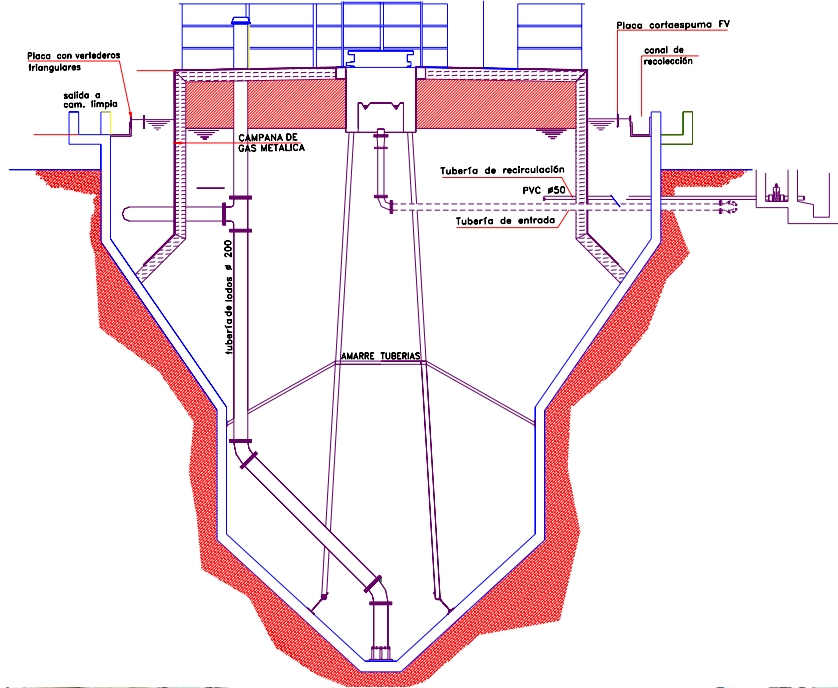 Placa cortaespuma FV
Placa con vertederos
triangulares
canal de
recolección
salida a
cam. limpia
CAMPANA DE
GAS METALICA
Tubería de recirculación
PVC ø50
Tubería de entrada
tubería de lodos ø 200
AMARRE TUBERIAS